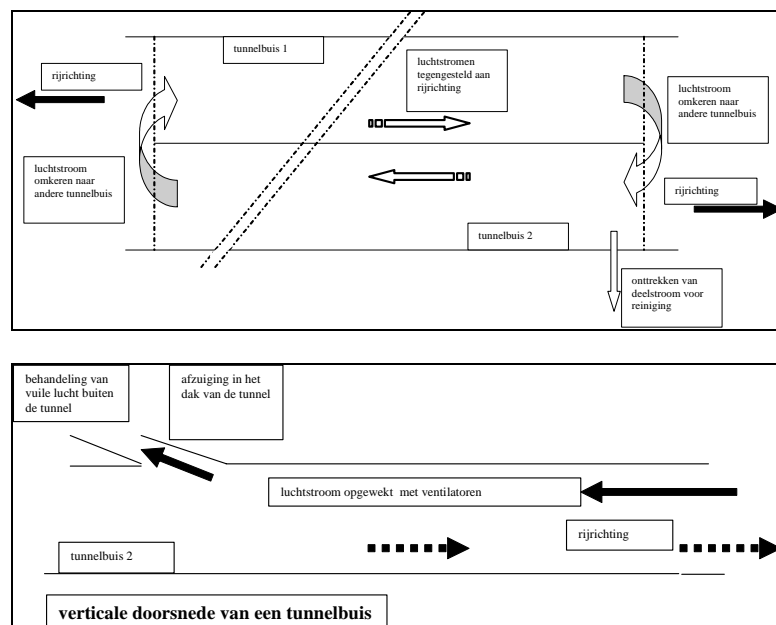 tunnelbuis 1
rijrichting
luchtstromen
tegengesteld aan
rijrichting
luchtstroom
omkeren naar
andere tunnelbuis
luchtstroom
omkeren naar
andere tunnelbuis
rijrichting
tunnelbuis 2
onttrekken van
deelstroom voor
reiniging
behandeling van
vuile lucht buiten
de tunnel
afzuiging in het
dak van de tunnel
luchtstroom opgewekt met ventilatoren
rijrichting
tunnelbuis 2
verticale doorsnede van een tunnelbuis